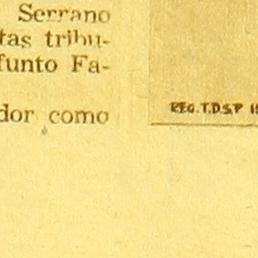 Serrano
tas tribu-
funto Fa-
dor como
REG.T.D.S.P